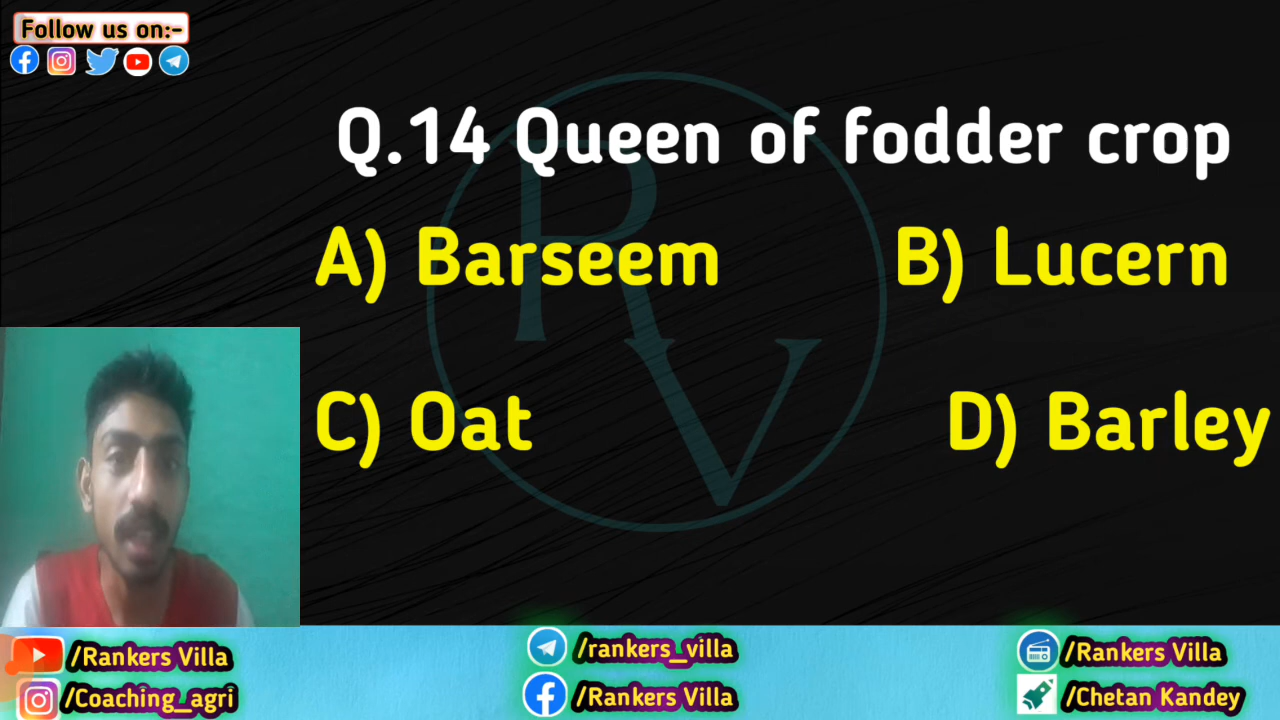 Follow us on:-
Q.14 Queen of fodder crop
A) Barseem
B) Lucern
C) Oat
D) Barley
RV
/Rankers Villa
/rankers_villa
/Rankers Villa
/Coaching_agri
/Rankers Villa
/Chetan Kandey